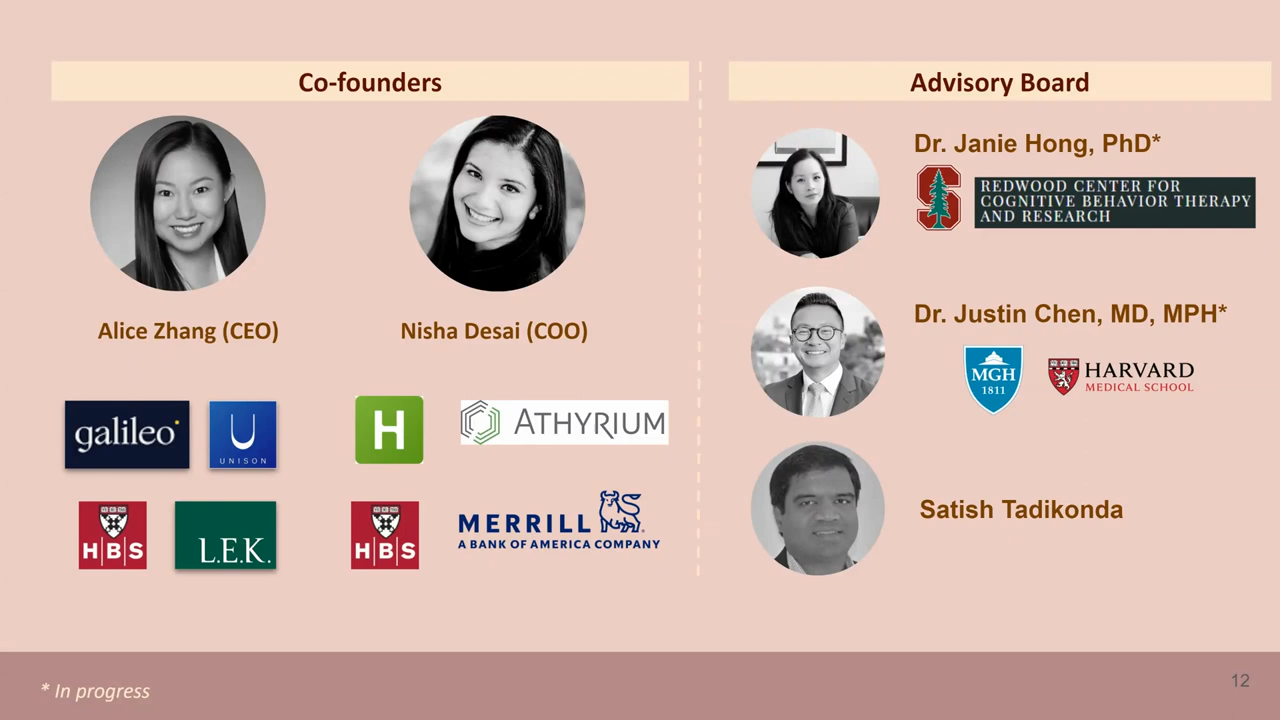 Co-founders
Alice Zhang (CEO)
Nisha Desai (COO)
galileo
U
UNISON
H
ATHYRIUM
H|B|S
L.E.K.
H|B|S
MERRILL
A BANK OF AMERICA COMPANY
Advisory Board
Dr. Janie Hong, PhD*
S
REDWOOD CENTER FOR
COGNITIVE BEHAVIOR THERAPY
AND RESEARCH
Dr. Justin Chen, MD, MPH*
MGH
1811
HARVARD
MEDICAL SCHOOL
Satish Tadikonda
* In progress
12